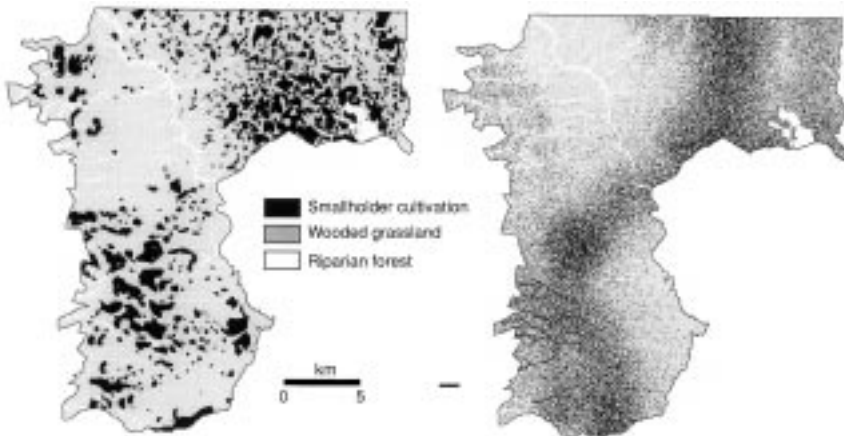 Smallholder cultivation
Wooded grassland
Riparian forest
km
0 5